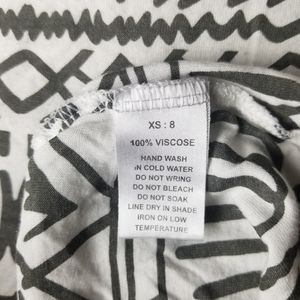 XS : 8
100% VISCOSE
HAND WASH
IN COLD WATER
DO NOT WRING
DO NOT BLEACH
DO NOT SOAK
LINE DRY IN SHADE
IRON ON LOW
TEMPERATURE